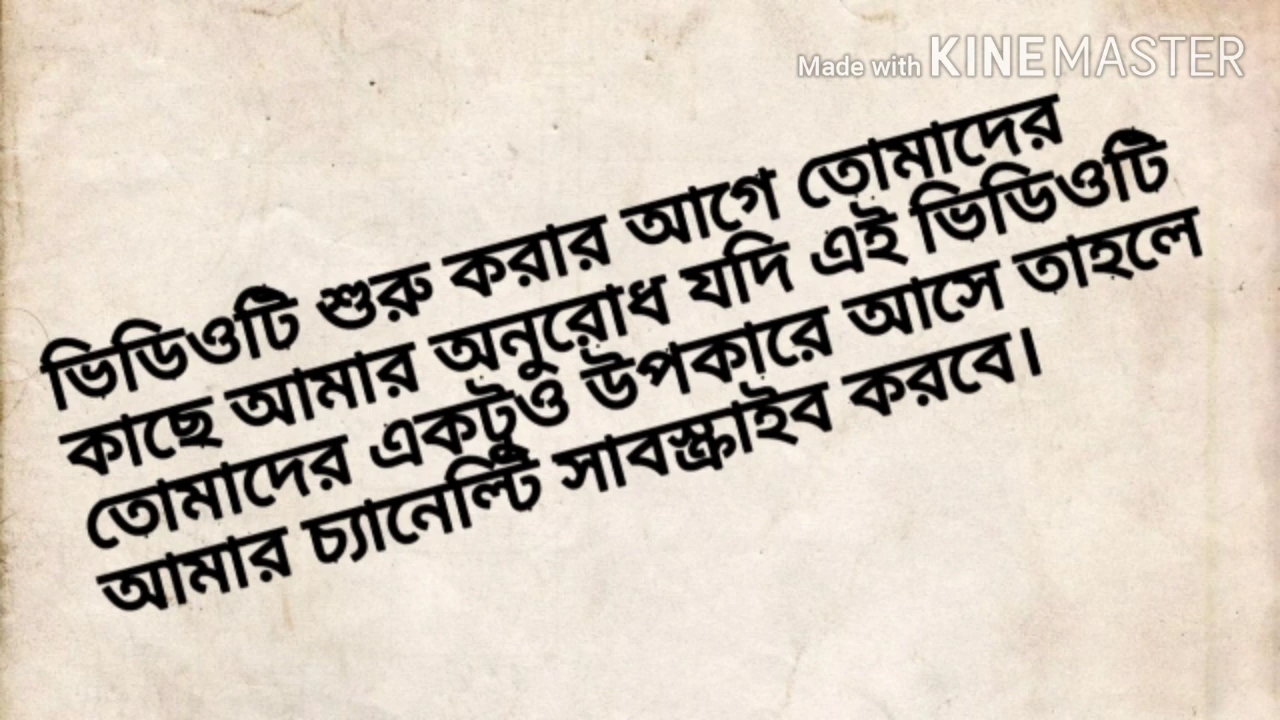 Made with KINEMASTER
ভিডিওটি শুরু করার আগে তোমাদের
কাছে আমার অনুরোধ যদি এই ভিডিওটি
তোমাদের একটুও উপকারে আসে তাহলে
আমার চ্যানেল্টি সাবস্ক্রাইব করবে।